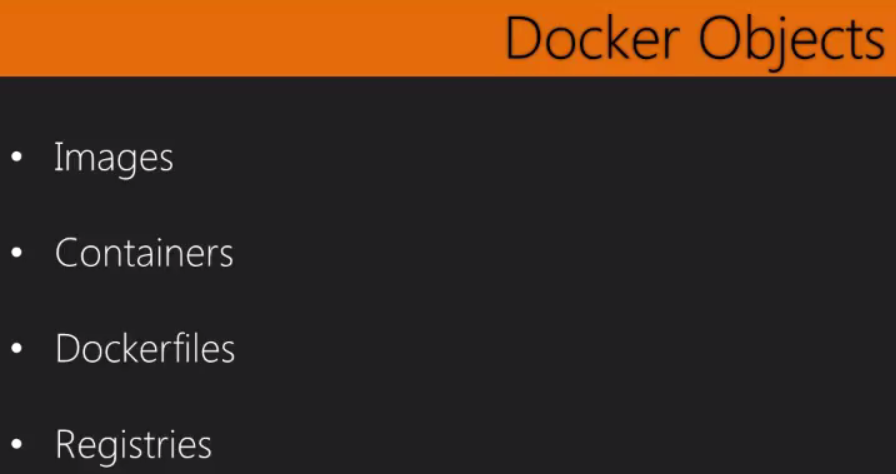 Docker Objects
• Images
• Containers
• Dockerfiles
• Registries